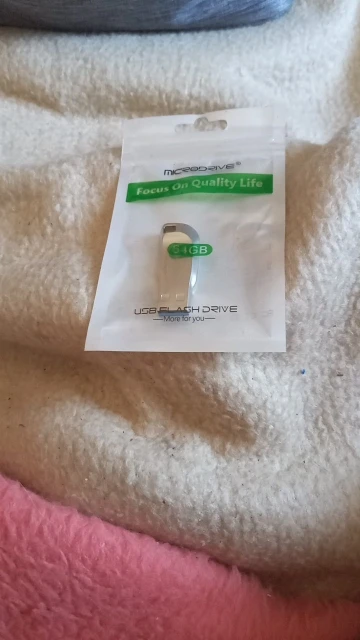 MICRODRIVE®
Focus On Quality Life
64GB
USB FLASH DRIVE
—More for you—